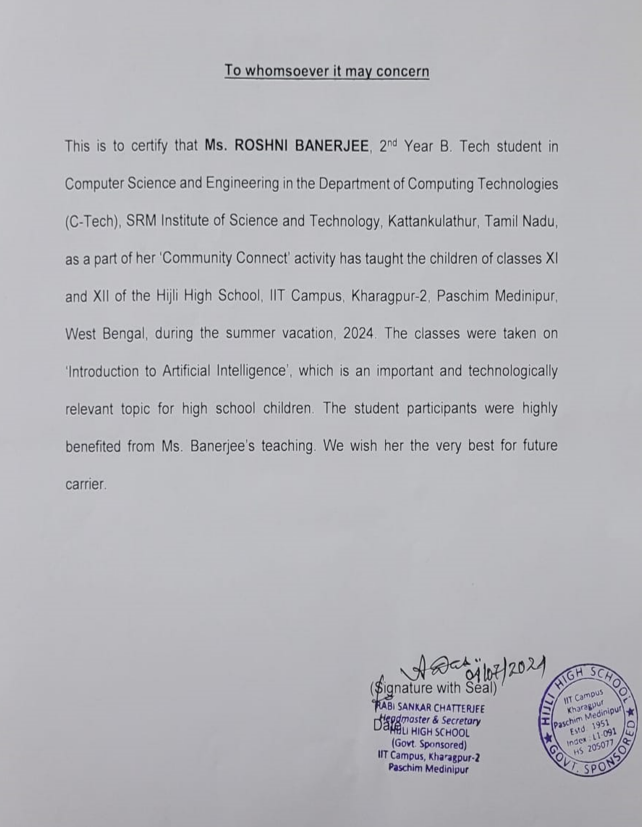 To whomsoever it may concern
This is to certify that Ms. ROSHNI BANERJEE, 2nd Year B. Tech student in
Computer Science and Engineering in the Department of Computing Technologies
(C-Tech), SRM Institute of Science and Technology, Kattankulathur, Tamil Nadu,
as a part of her 'Community Connect' activity has taught the children of classes XI
and XII of the Hijli High School, IIT Campus, Kharagpur-2, Paschim Medinipur,
West Bengal, during the summer vacation, 2024. The classes were taken on
'Introduction to Artificial Intelligence', which is an important and technologically
relevant topic for high school children. The student participants were highly
benefited from Ms. Banerjee's teaching. We wish her the very best for future
carrier.
(Signature with Seal)
RABI SANKAR CHATTERJEE
Headmaster & Secretary
Date
HIJLI HIGH SCHOOL
(Govt. Sponsored)
IIT Campus, Kharagpur-2
Paschim Medinipur
HIJLI HIGH SCHOOL
IIT Campus
Kharagpur
Paschim Medinipur
Estd. 1951
Index: L1-091
HS 205077
GOVT. SPONSORED